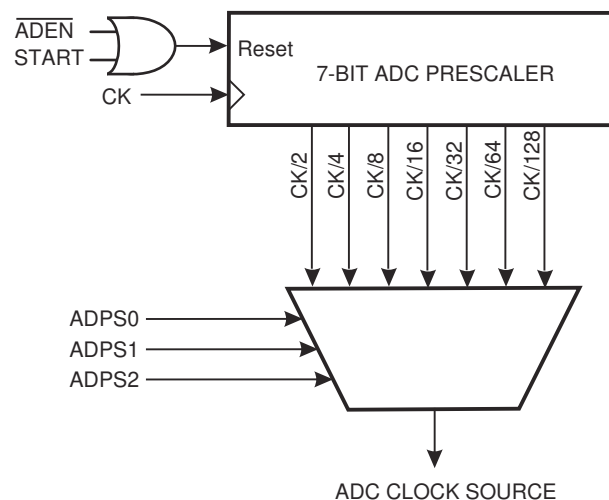 ADEN
START
Reset
7-BIT ADC PRESCALER
CK
CK/2
CK/4
CK/8
CK/16
CK/32
CK/64
CK/128
ADPS0
ADPS1
ADPS2
ADC CLOCK SOURCE